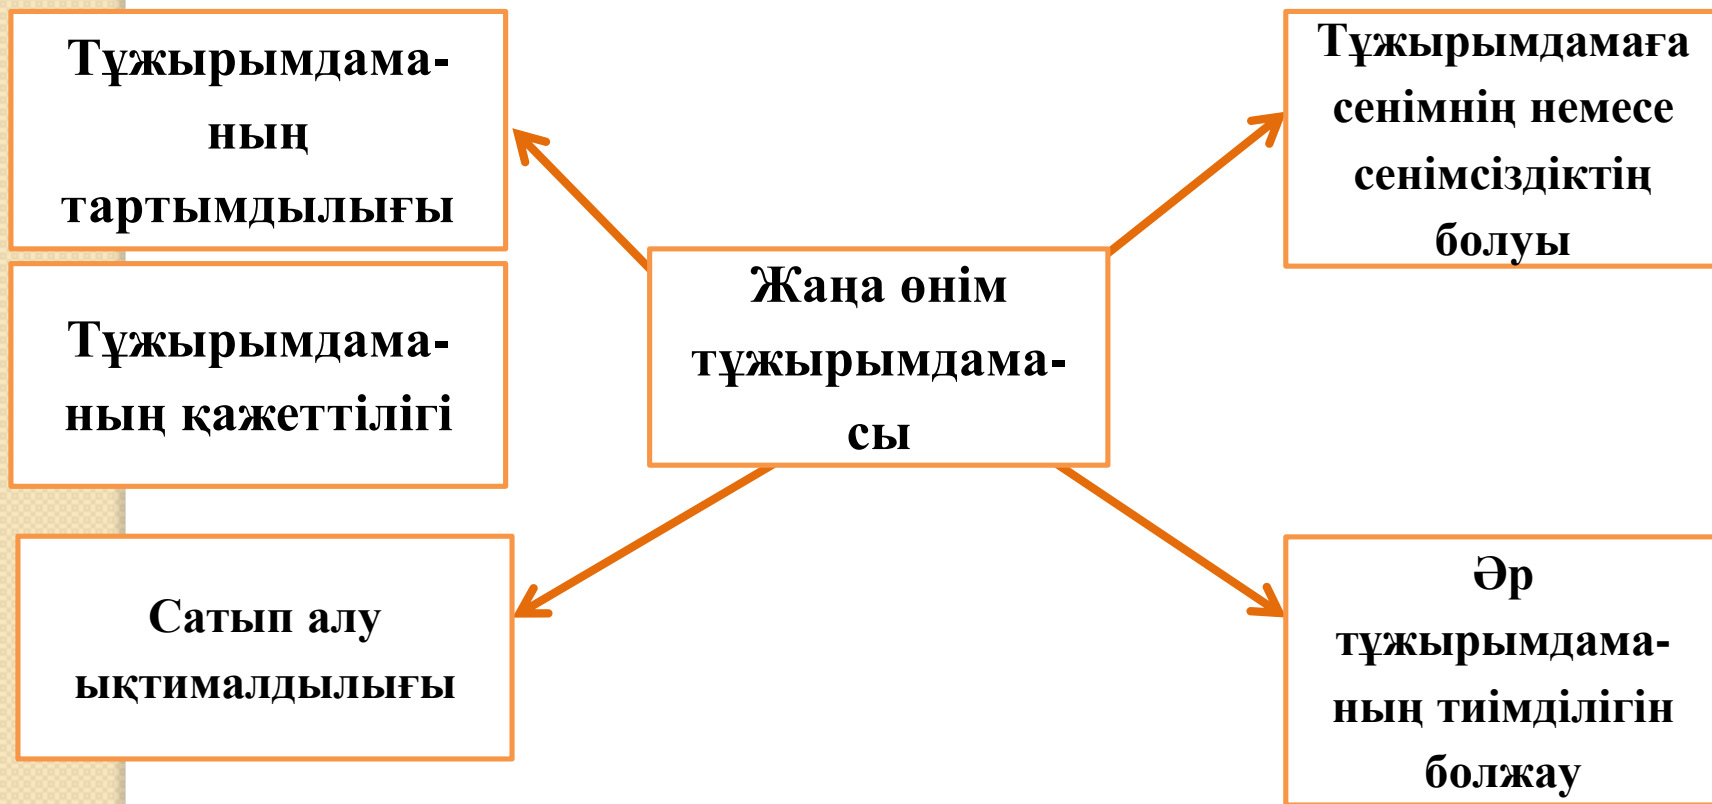 Тұжырымдама-
ның
тартымдылығы
Тұжырымдама-
ның қажеттілігі
Сатып алу
ықтималдылығы
Жаңа өнім
тұжырымдама-
сы
Тұжырымдамаға
сенімнің немесе
сенімсіздіктің
болуы
Әр
тұжырымдама-
ның тиімділігін
болжау